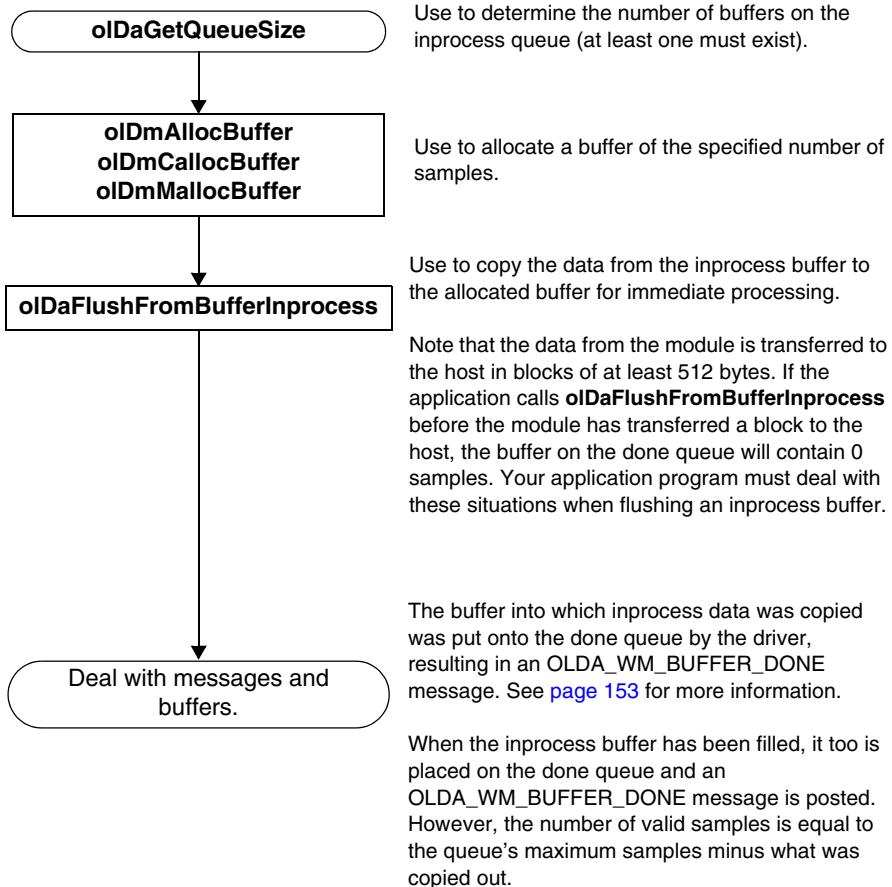 olDaGetQueueSize
Use to determine the number of buffers on the
inprocess queue (at least one must exist).
olDmAllocBuffer
olDmCallocBuffer
olDmMallocBuffer
Use to allocate a buffer of the specified number of
samples.
olDaFlushFromBufferInprocess
Use to copy the data from the inprocess buffer to
the allocated buffer for immediate processing.
Note that the data from the module is transferred to
the host in blocks of at least 512 bytes. If the
application calls olDaFlushFromBufferInprocess
before the module has transferred a block to the
host, the buffer on the done queue will contain 0
samples. Your application program must deal with
these situations when flushing an inprocess buffer.
Deal with messages and
buffers.
The buffer into which inprocess data was copied
was put onto the done queue by the driver,
resulting in an OLDA_WM_BUFFER_DONE
message. See page 153 for more information.
When the inprocess buffer has been filled, it too is
placed on the done queue and an
OLDA_WM_BUFFER_DONE message is posted.
However, the number of valid samples is equal to
the queue's maximum samples minus what was
copied out.